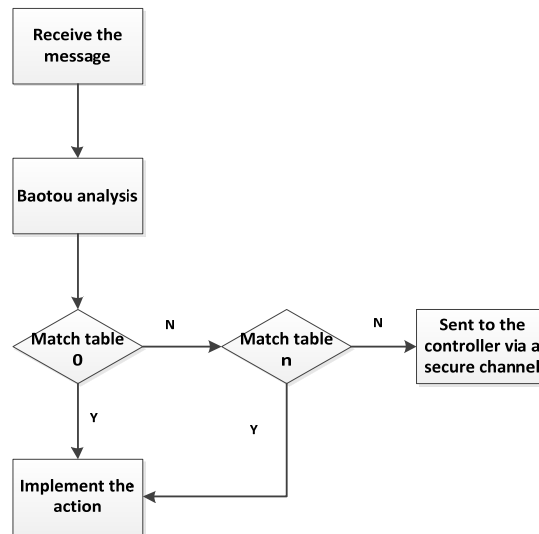 Receive the
message
Baotou analysis
Match table
0
N
Match table
n
N
Sent to the
controller via a
secure channel
Y
Y
Implement the
action